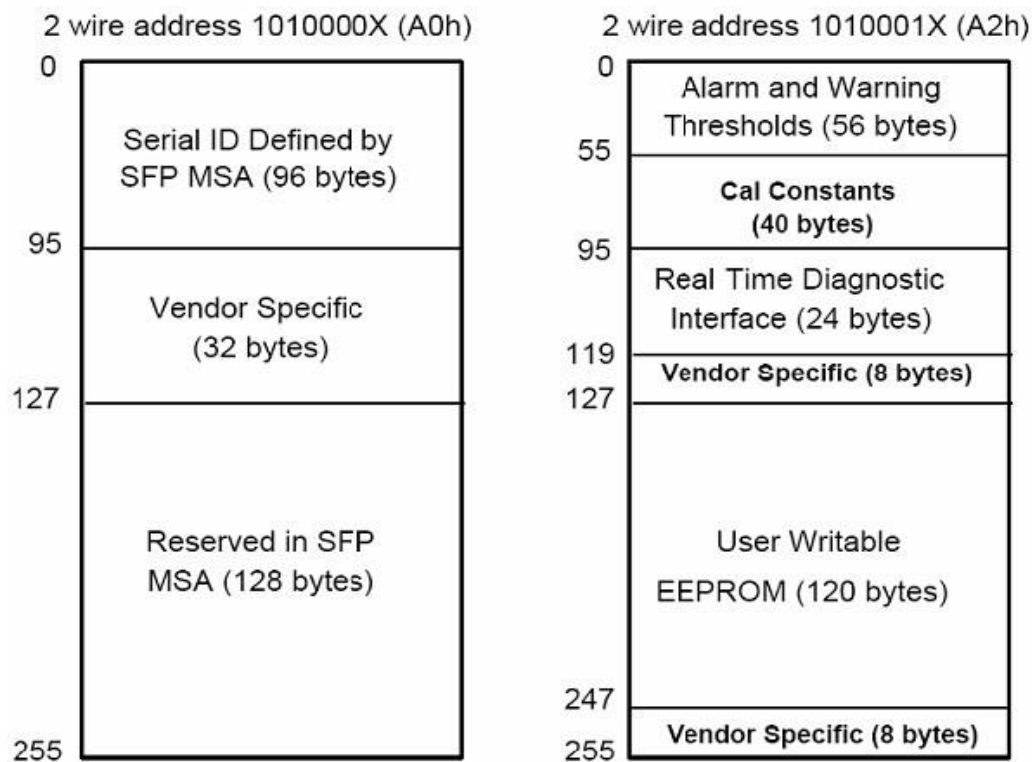 2 wire address 1010000X (A0h)
0
Serial ID Defined by
SFP MSA (96 bytes)
95
Vendor Specific
(32 bytes)
127
Reserved in SFP
MSA (128 bytes)
255
2 wire address 1010001X (A2h)
0
Alarm and Warning
Thresholds (56 bytes)
55
Cal Constants
(40 bytes)
95
Real Time Diagnostic
Interface (24 bytes)
119
Vendor Specific (8 bytes)
127
User Writable
EEPROM (120 bytes)
247
Vendor Specific (8 bytes)
255